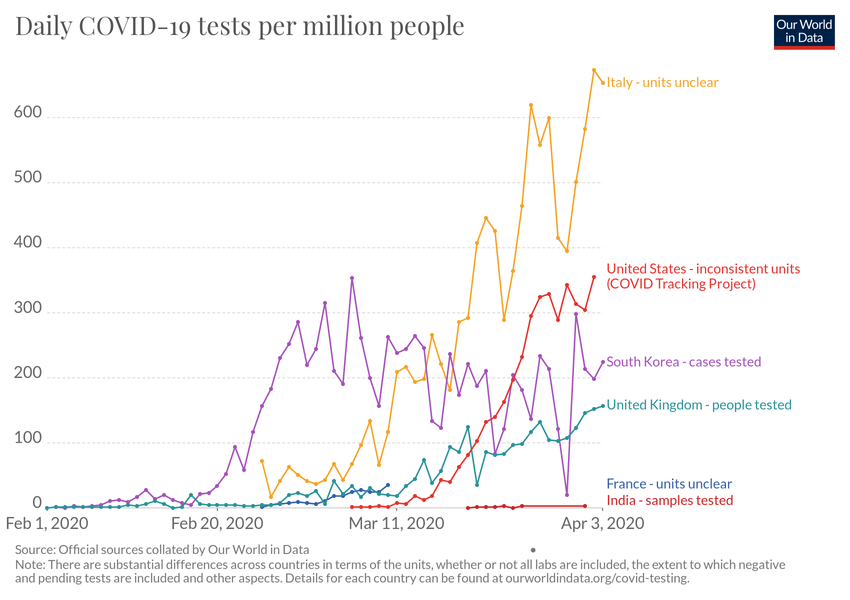 Daily COVID-19 tests per million people
Our World
in Data
Italy - units unclear
600
500
400
United States - inconsistent units
(COVID Tracking Project)
300
South Korea - cases tested
200
United Kingdom - people tested
100
France - units unclear
India - samples tested
0
Feb 1, 2020
Feb 20, 2020
Mar 11, 2020
Apr 3, 2020
Source: Official sources collated by Our World in Data
Note: There are substantial differences across countries in terms of the units, whether or not all labs are included, the extent to which negative
and pending tests are included and other aspects. Details for each country can be found at ourworldindata.org/covid-testing.